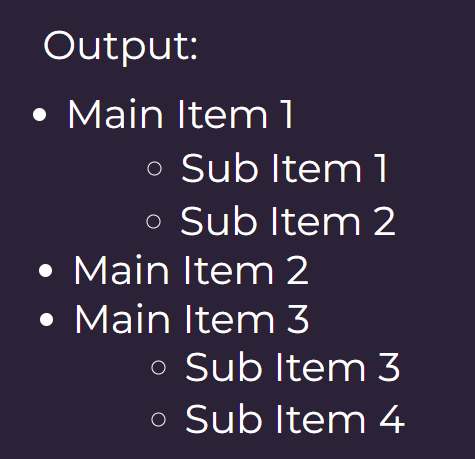 Output:
• Main Item 1
○ Sub Item 1
○ Sub Item 2
• Main Item 2
• Main Item 3
○ Sub Item 3
○ Sub Item 4